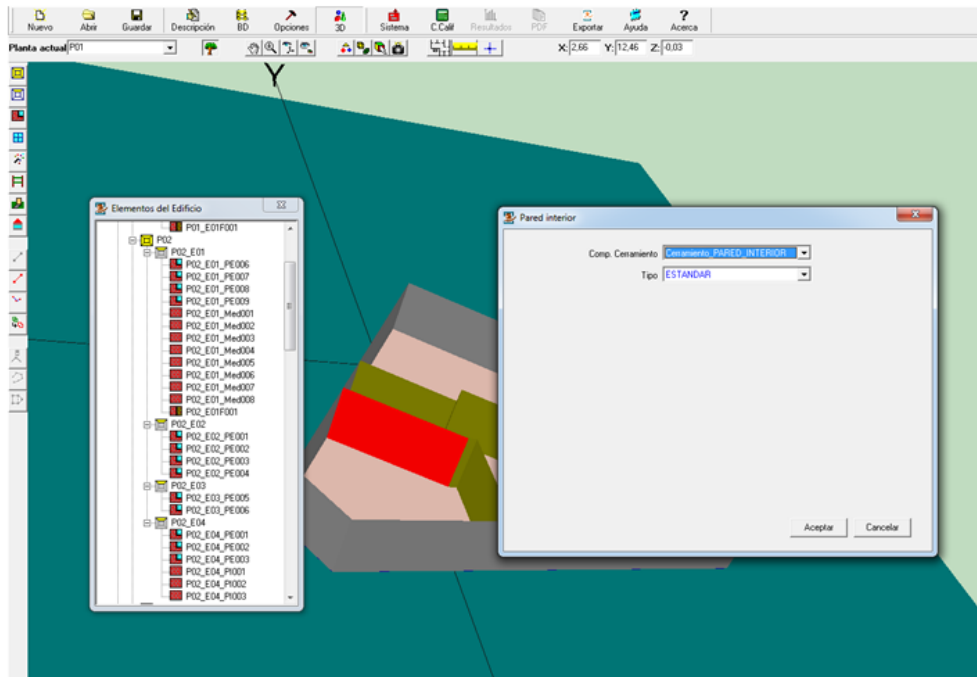 Nuevo Abrir Guardar Descripción BD Opciones 3D Sistema C.Calif Resultados PDF Exportar Ayuda Acerca
Planta actual P01 X: 2,66 Y: 12,46 Z: -0,03
Y
Elementos del Edificio
P01_E01F001
P02
P02_E01
P02_E01_PE006
P02_E01_PE007
P02_E01_PE008
P02_E01_PE009
P02_E01_Med001
P02_E01_Med002
P02_E01_Med003
P02_E01_Med004
P02_E01_Med005
P02_E01_Med006
P02_E01_Med007
P02_E01_Med008
P02_E01F001
P02_E02
P02_E02_PE001
P02_E02_PE002
P02_E02_PE003
P02_E02_PE004
P02_E03
P02_E03_PE005
P02_E03_PE006
P02_E04
P02_E04_PE001
P02_E04_PE002
P02_E04_PE003
P02_E04_PI001
P02_E04_PI002
P02_E04_PI003
Pared interior
Comp. Cerramiento Cerramiento_PARED_INTERIOR
Tipo ESTANDAR
Aceptar Cancelar